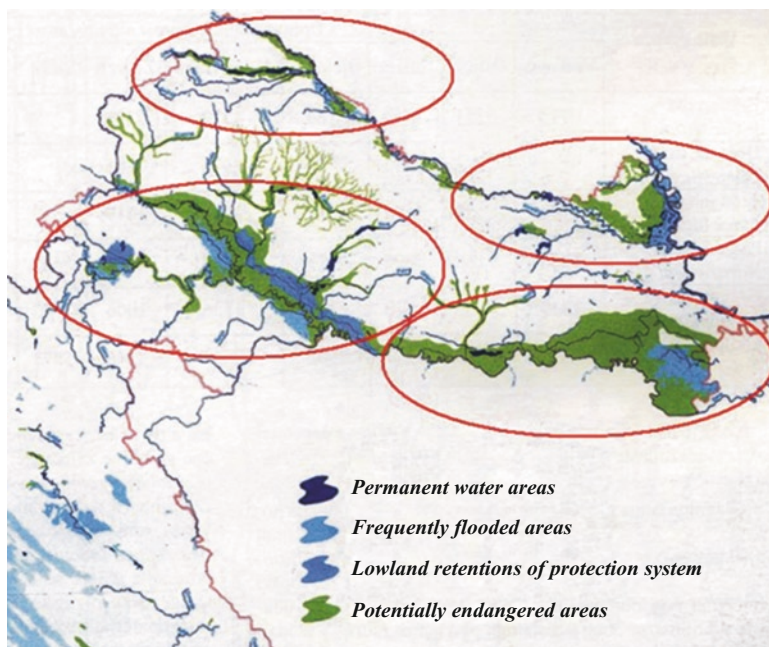 Permanent water areas
Frequently flooded areas
Lowland retentions of protection system
Potentially endangered areas